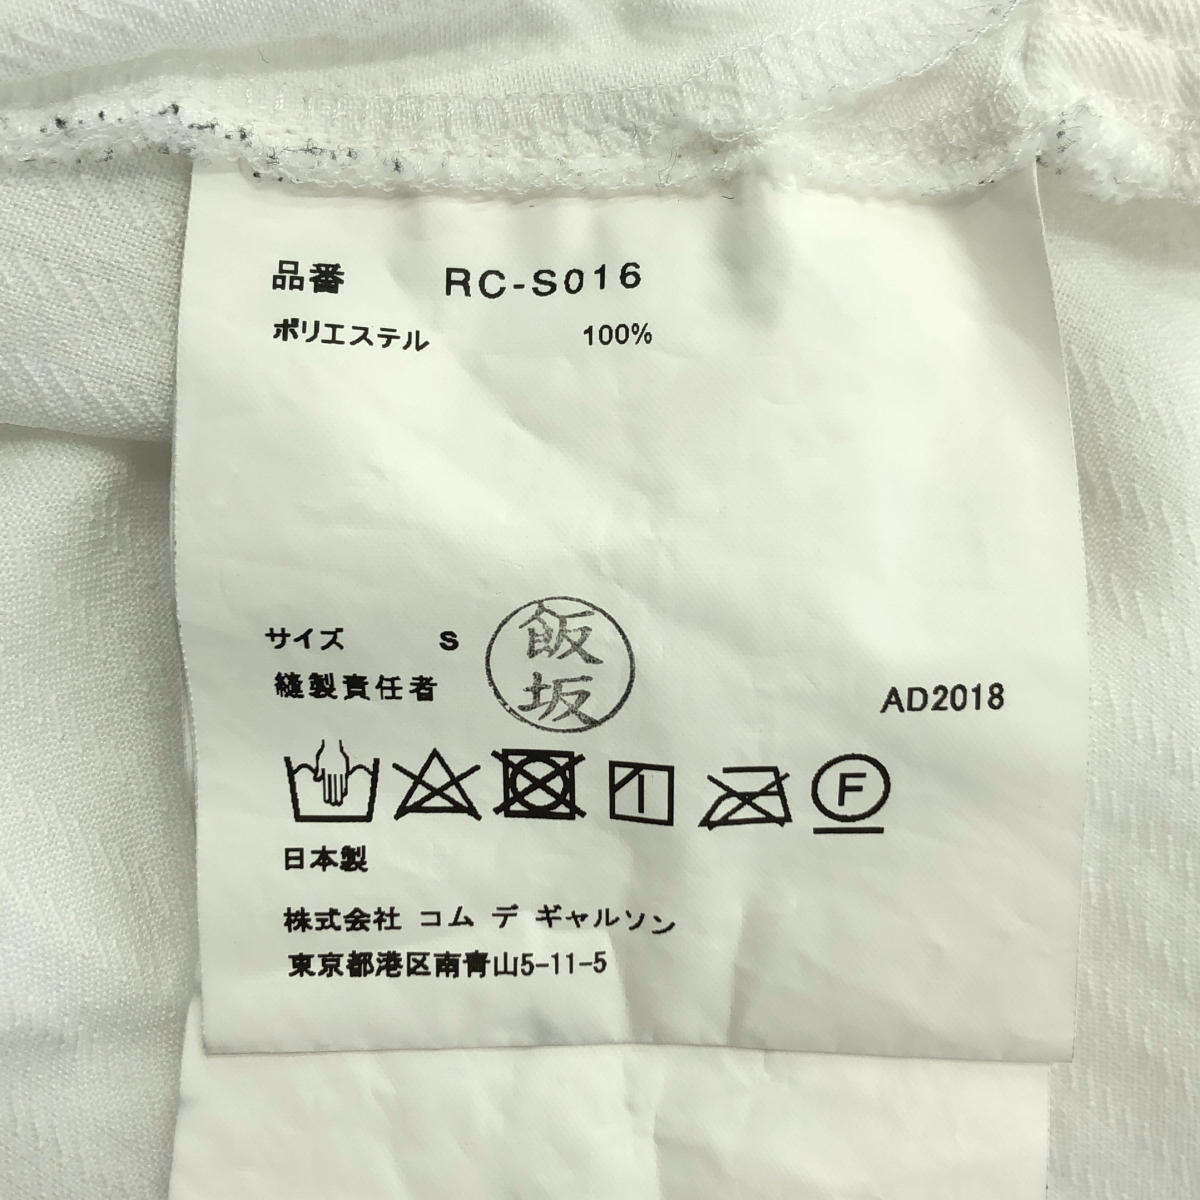 品番 RC-S016
ポリエステル 100%
サイズ S
飯坂
縫製責任者
AD2018
F
日本製
株式会社 コム デ ギャルソン
東京都港区南青山5-11-5